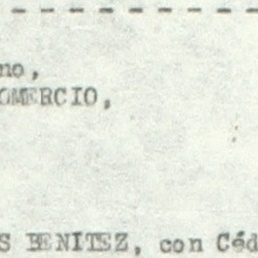 - - - - - - - - -
no,
OMERCIO,
S BENITEZ, con Céd